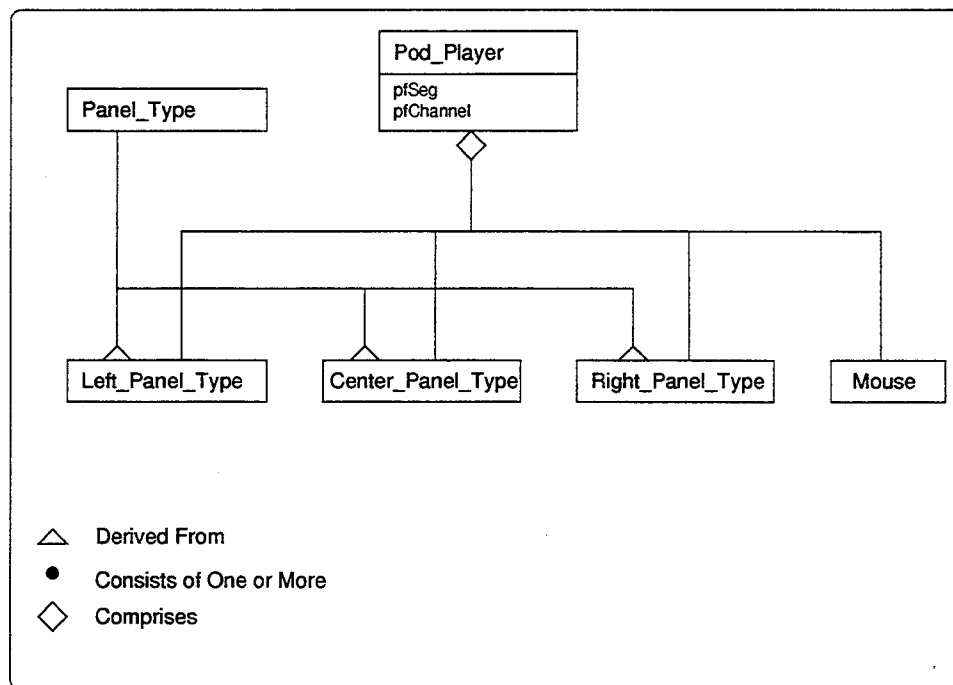 Pod_Player
pfSeg
pfChannel
Panel_Type
Left_Panel_Type
Center_Panel_Type
Right_Panel_Type
Mouse
Derived From
Consists of One or More
Comprises